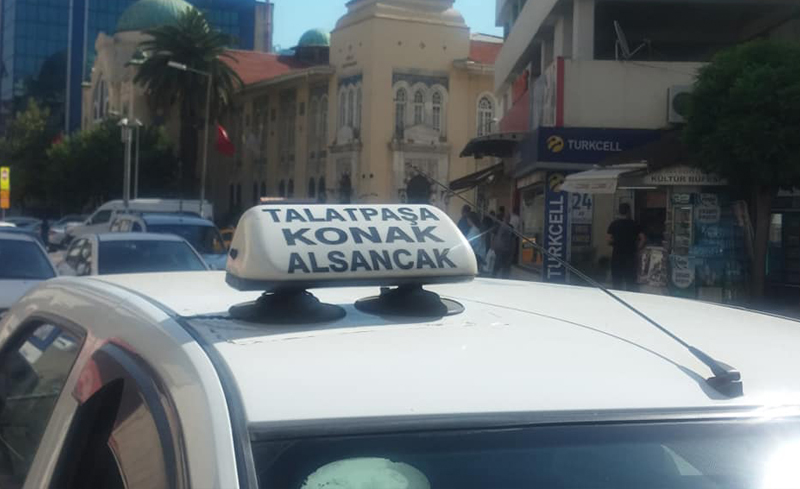 TALATPAŞA
KONAK
ALSANCAK
TURKCELL
TURKCELL
24
KÜLTÜR BÜFE